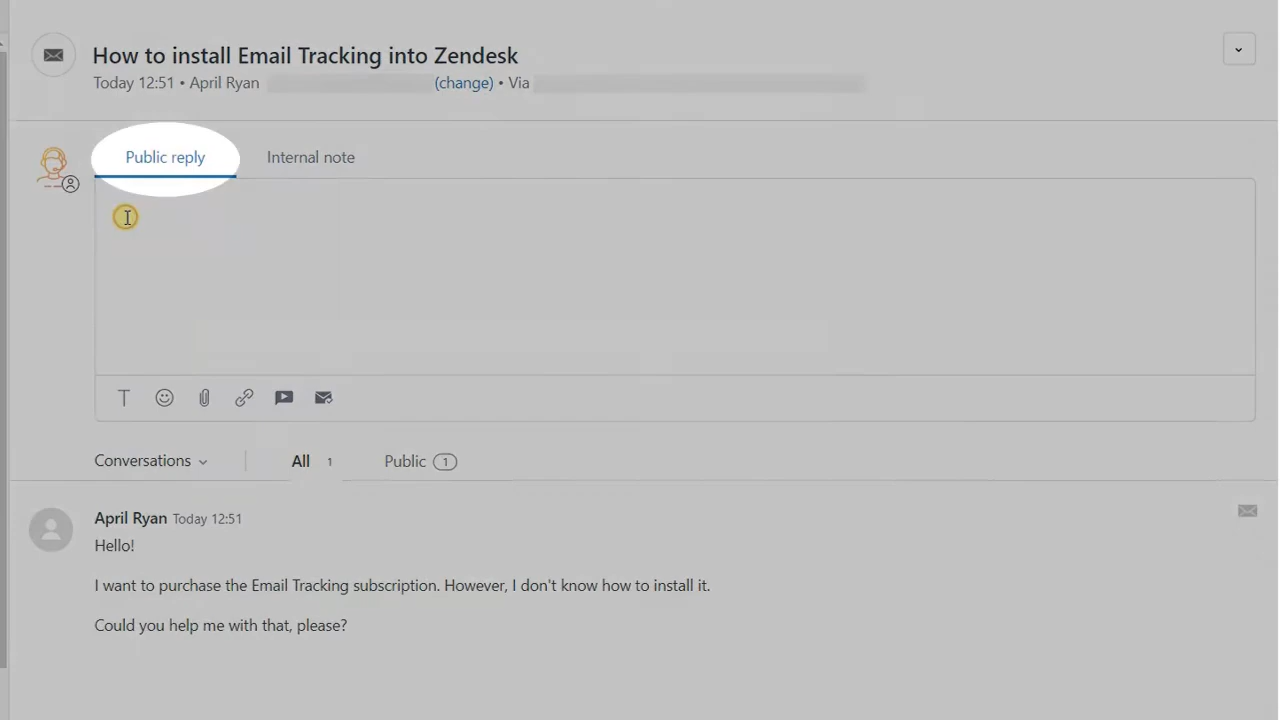 How to install Email Tracking into Zendesk
Today 12:51 • April Ryan (change) • Via
Public reply Internal note
T
Conversations All 1 Public 1
April Ryan Today 12:51
Hello!
I want to purchase the Email Tracking subscription. However, I don't know how to install it.
Could you help me with that, please?